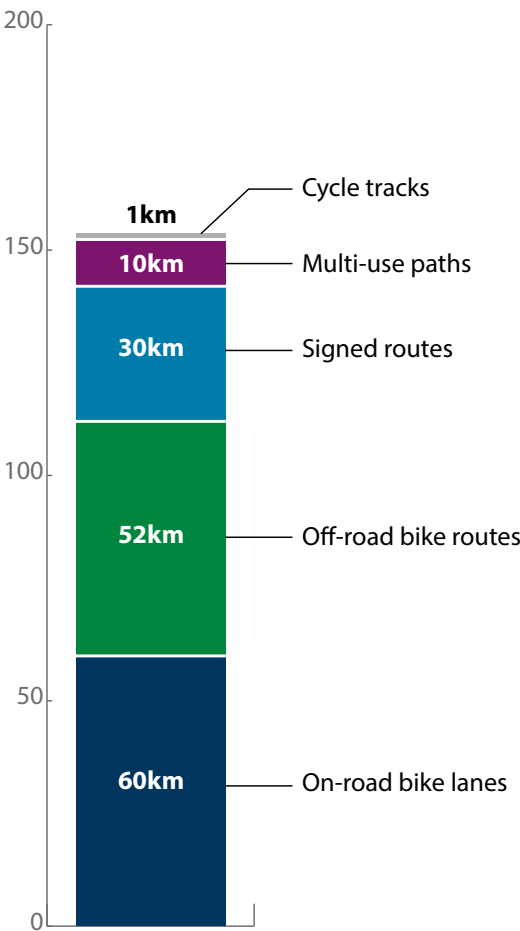 200
Cycle tracks
1km
150
10km
Multi-use paths
30km
Signed routes
100
52km
Off-road bike routes
50
60km
On-road bike lanes
0